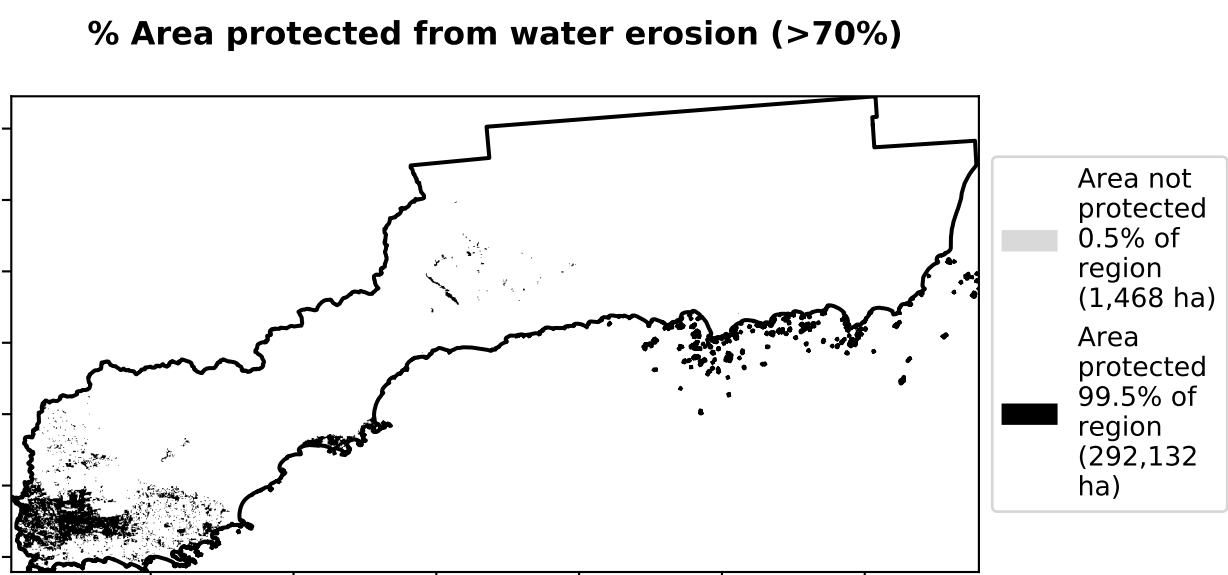 % Area protected from water erosion (>70%)
Area not
protected
0.5% of
region
(1,468 ha)
Area
protected
99.5% of
region
(292,132
ha)